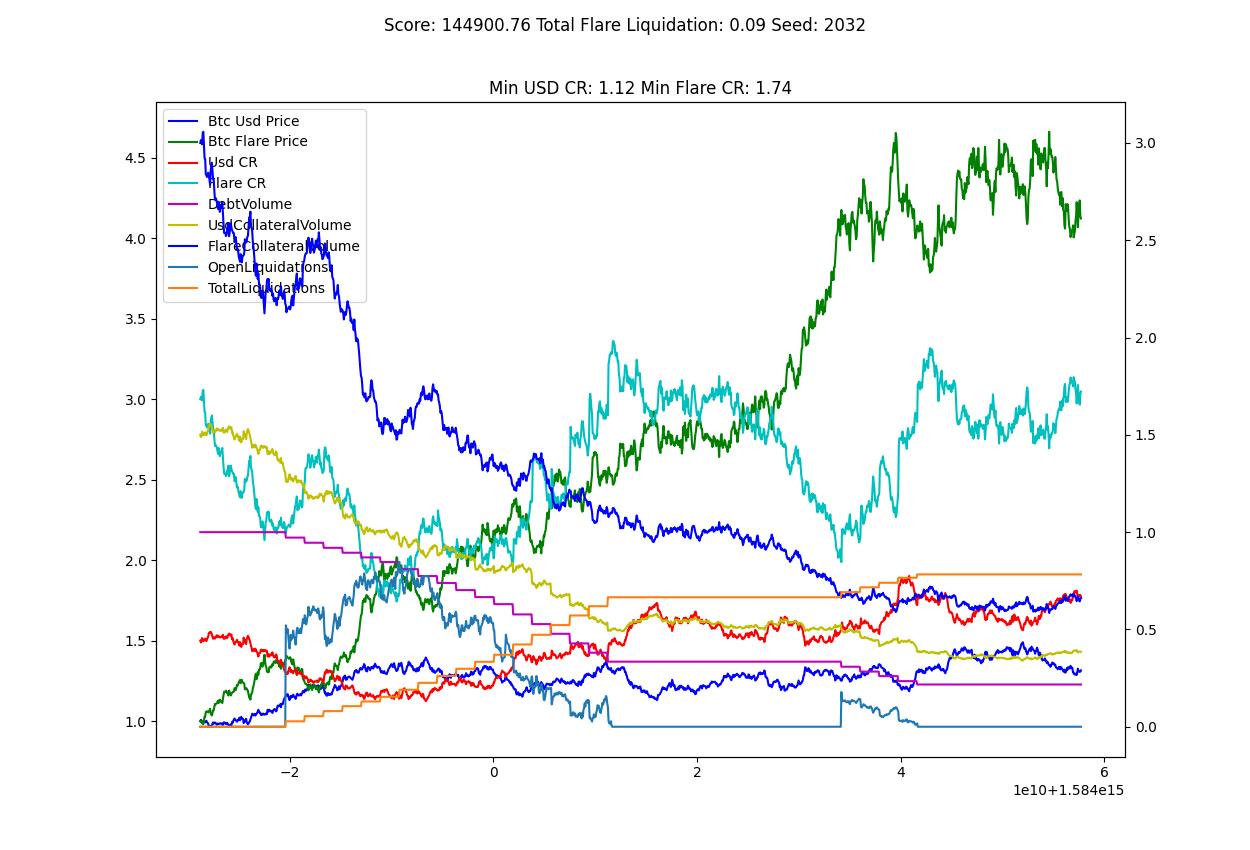 Score: 144900.76 Total Flare Liquidation: 0.09 Seed: 2032
Min USD CR: 1.12 Min Flare CR: 1.74
Btc Usd Price
Btc Flare Price
Usd CR
Flare CR
DebtVolume
UsdCollateralVolume
FlareCollateralVolume
OpenLiquidations
TotalLiquidations
4.5
4.0
3.5
3.0
2.5
2.0
1.5
1.0
3.0
2.5
2.0
1.5
1.0
0.5
0.0
−2 0 2 4 6
1e10+1.584e15